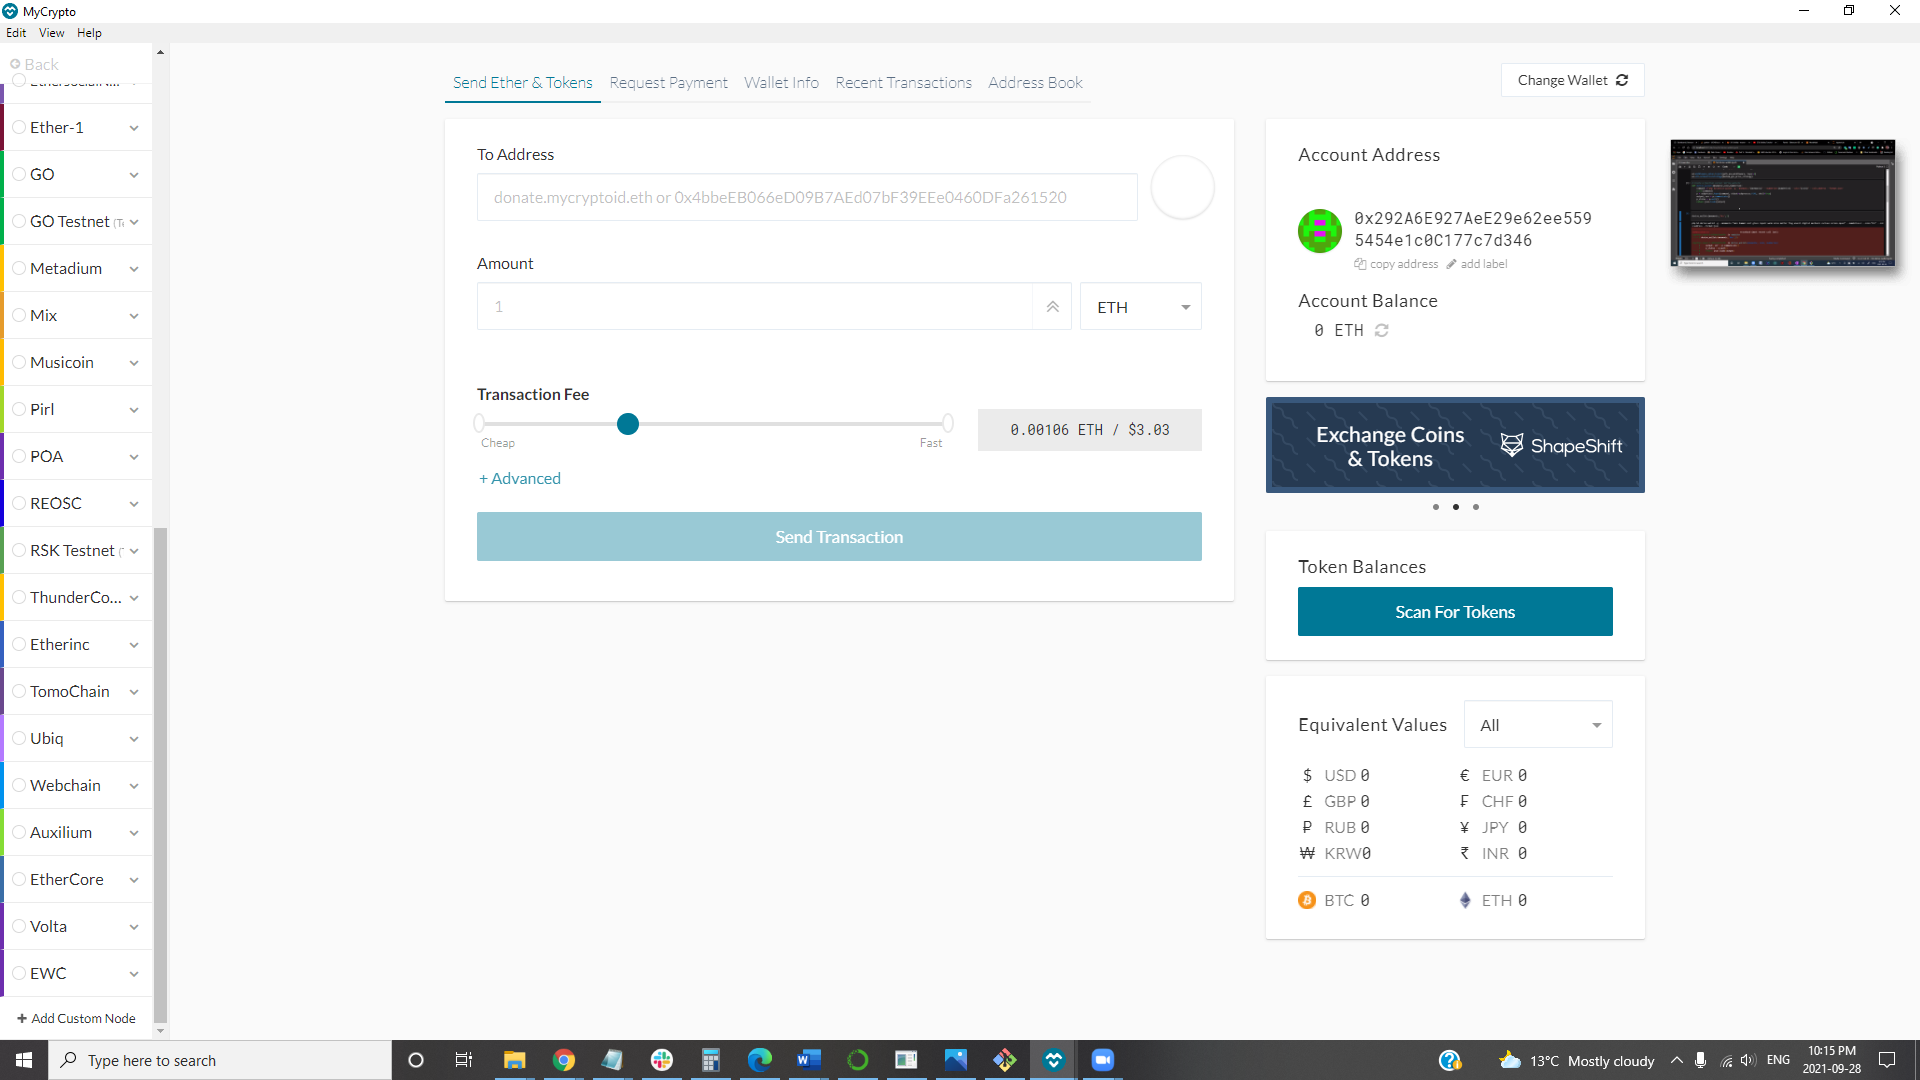 MyCrypto
Edit View Help
Back
Ether-1
GO
GO Testnet
Metadium
Mix
Musicoin
Pirl
POA
REOSC
RSK Testnet
ThunderCo...
Etherinc
TomoChain
Ubiq
Webchain
Auxilium
EtherCore
Volta
EWC
+ Add Custom Node
Send Ether & Tokens Request Payment Wallet Info Recent Transactions Address Book
Change Wallet
To Address
donate.mycryptoid.eth or 0x4bbeEB066eD09B7AEd07bF39EEe0460DFa261520
Amount
1
ETH
Transaction Fee
Cheap
Fast
0.00106 ETH / $3.03
+ Advanced
Send Transaction
Account Address
0x292A6E927AeE29e62ee559
5454e1c0C177c7d346
copy address add label
Account Balance
0 ETH
Exchange Coins
& Tokens
ShapeShift
Token Balances
Scan For Tokens
Equivalent Values All
$ USD 0 € EUR 0
£ GBP 0 ₣ CHF 0
₽ RUB 0 ¥ JPY 0
₩ KRW0 ₹ INR 0
BTC 0 ETH 0
Type here to search
13°C Mostly cloudy
ENG
10:15 PM
2021-09-28